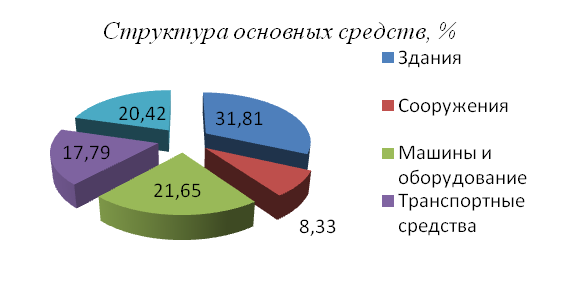 Структура основных средств, %
Здания
Сооружения
Машины и
оборудование
Транспортные
средства
20,42
31,81
17,79
21,65
8,33